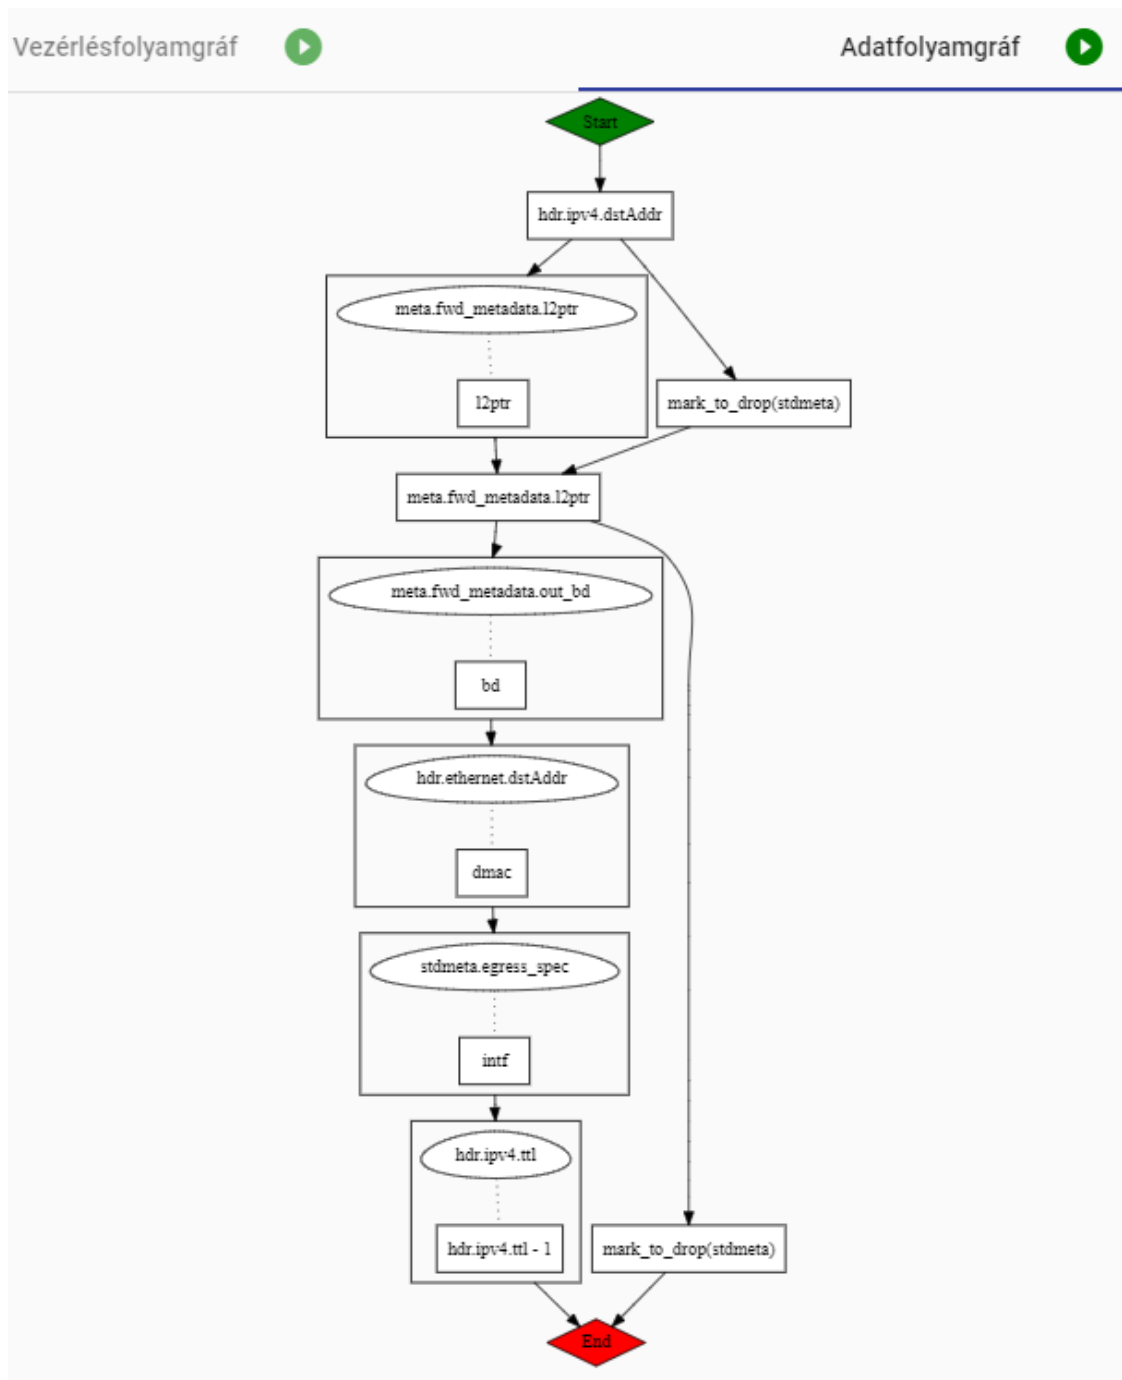 Vezérlésfolyamgráf
Adatfolyamgráf
Start
hdr.ipv4.dstAddr
meta.fwd_metadata.l2ptr
l2ptr
mark_to_drop(stdmeta)
meta.fwd_metadata.l2ptr
meta.fwd_metadata.out_bd
bd
hdr.ethernet.dstAddr
dmac
stdmeta.egress_spec
intf
hdr.ipv4.ttl
hdr.ipv4.ttl - 1
mark_to_drop(stdmeta)
End